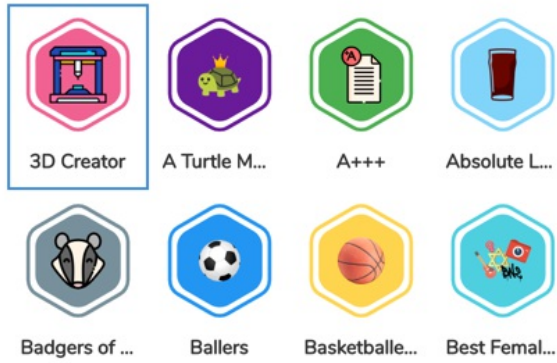 3D Creator
A Turtle M...
A+++
Absolute L...
Badgers of ...
Ballers
Basketballe...
Best Femal...